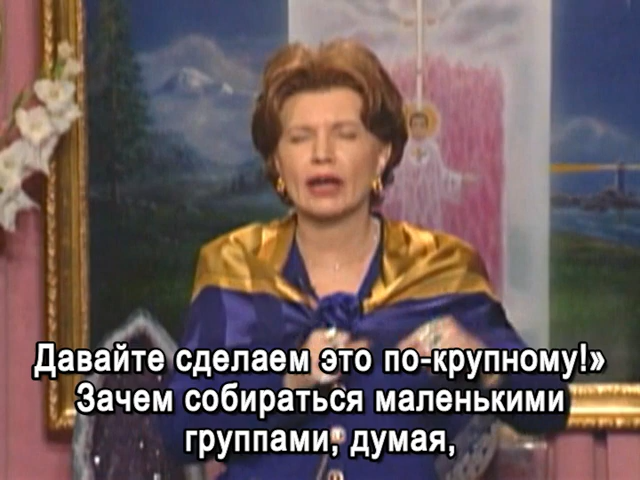 Давайте сделаем это по-крупному!»
Зачем собираться маленькими
группами, думая,